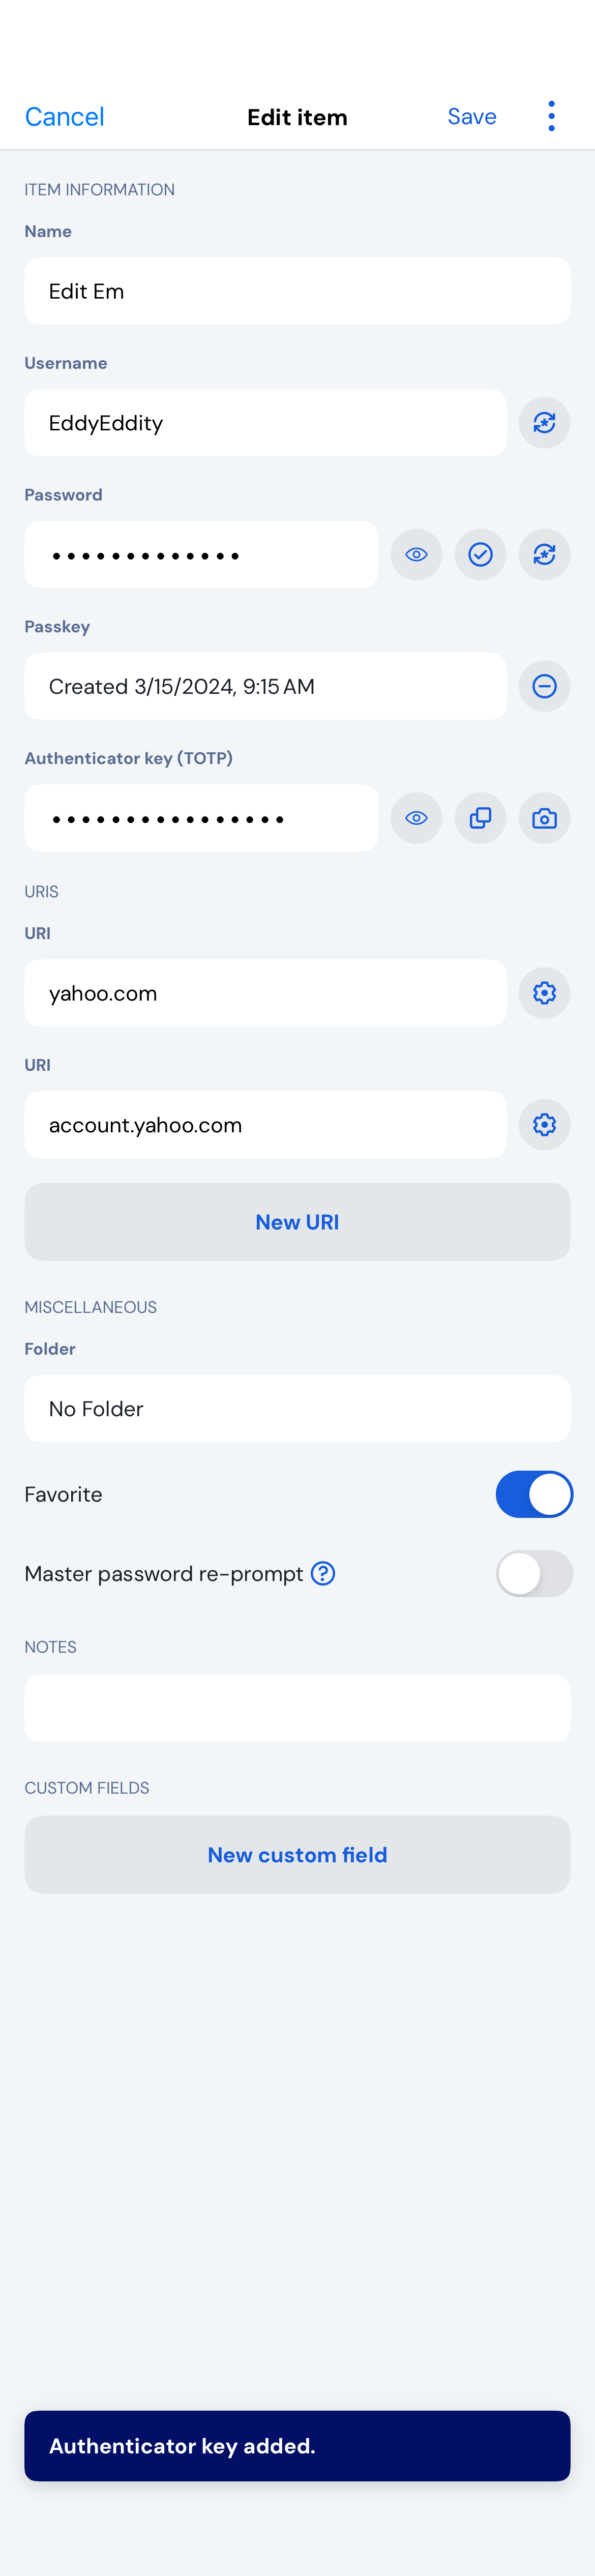 Cancel Edit item Save
ITEM INFORMATION
Name
Edit Em
Username
EddyEddity
Password
•••••••••••••
Passkey
Created 3/15/2024, 9:15 AM
Authenticator key (TOTP)
••••••••••••••••
URIS
URI
yahoo.com
URI
account.yahoo.com
New URI
MISCELLANEOUS
Folder
No Folder
Favorite
Master password re-prompt
NOTES
CUSTOM FIELDS
New custom field
Authenticator key added.